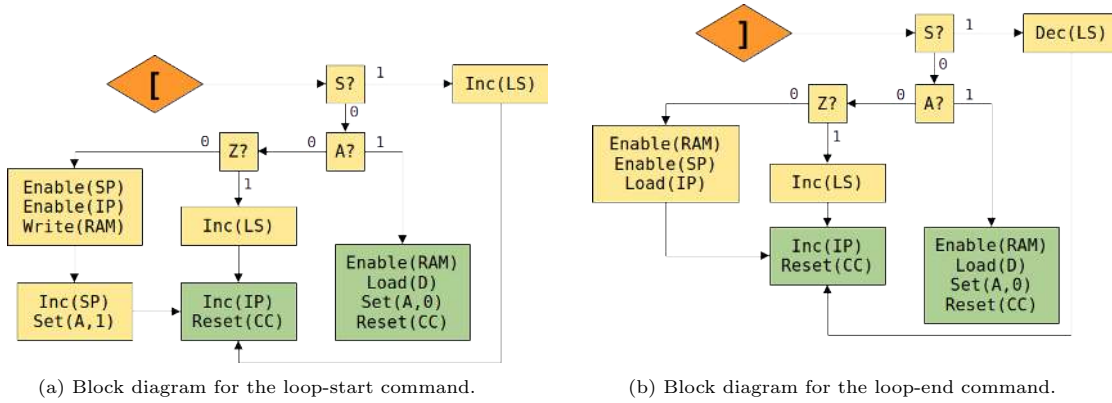 [
S?
1
Inc(LS)
0
Z?
0
0
A?
1
1
Enable(SP)
Enable(IP)
Write(RAM)
Inc(LS)
Enable(RAM)
Load(D)
Set(A,0)
Reset(CC)
Inc(SP)
Set(A,1)
Inc(IP)
Reset(CC)
(a) Block diagram for the loop-start command.
]
S?
1
Dec(LS)
0
0
Z?
0
A?
1
1
Enable(RAM)
Enable(SP)
Load(IP)
Inc(LS)
Inc(IP)
Reset(CC)
Enable(RAM)
Load(D)
Set(A,0)
Reset(CC)
(b) Block diagram for the loop-end command.